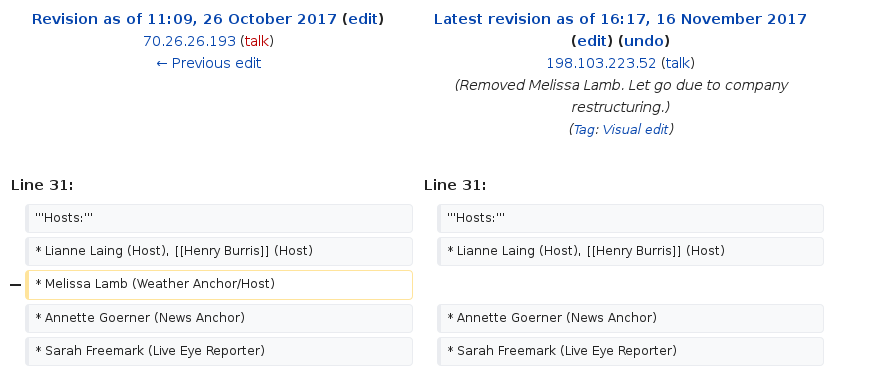 Revision as of 11:09, 26 October 2017 (edit)
70.26.26.193 (talk)
← Previous edit
Latest revision as of 16:17, 16 November 2017
(edit) (undo)
198.103.223.52 (talk)
(Removed Melissa Lamb. Let go due to company
restructuring.)
(Tag: Visual edit)
Line 31:
Line 31:
'''Hosts:'''
'''Hosts:'''
* Lianne Laing (Host), [[Henry Burris]] (Host)
* Lianne Laing (Host), [[Henry Burris]] (Host)
− * Melissa Lamb (Weather Anchor/Host)
* Annette Goerner (News Anchor)
* Annette Goerner (News Anchor)
* Sarah Freemark (Live Eye Reporter)
* Sarah Freemark (Live Eye Reporter)